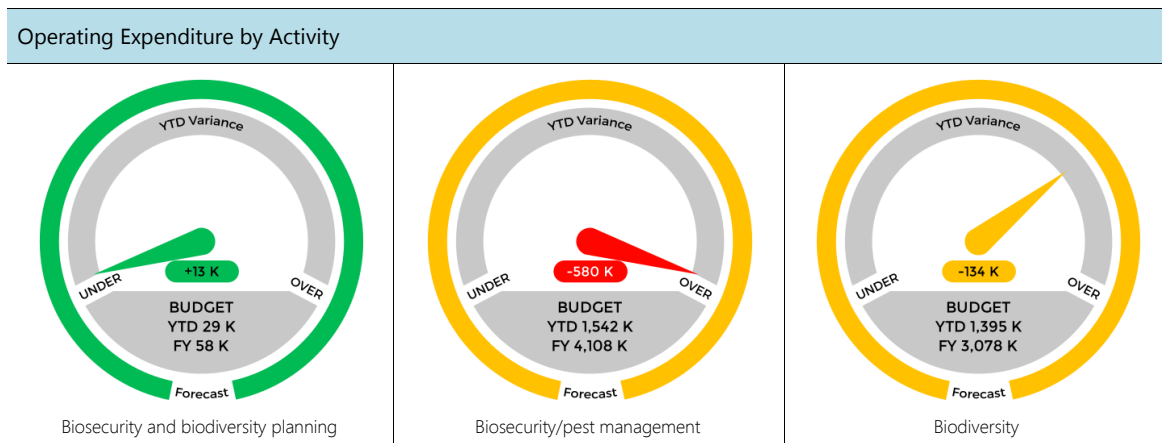 Operating Expenditure by Activity
YTD Variance
+13 K
UNDER
OVER
BUDGET
YTD 29 K
FY 58 K
Forecast
Biosecurity and biodiversity planning
YTD Variance
-580 K
UNDER
OVER
BUDGET
YTD 1,542 K
FY 4,108 K
Forecast
Biosecurity/pest management
YTD Variance
-134 K
UNDER
OVER
BUDGET
YTD 1,395 K
FY 3,078 K
Forecast
Biodiversity